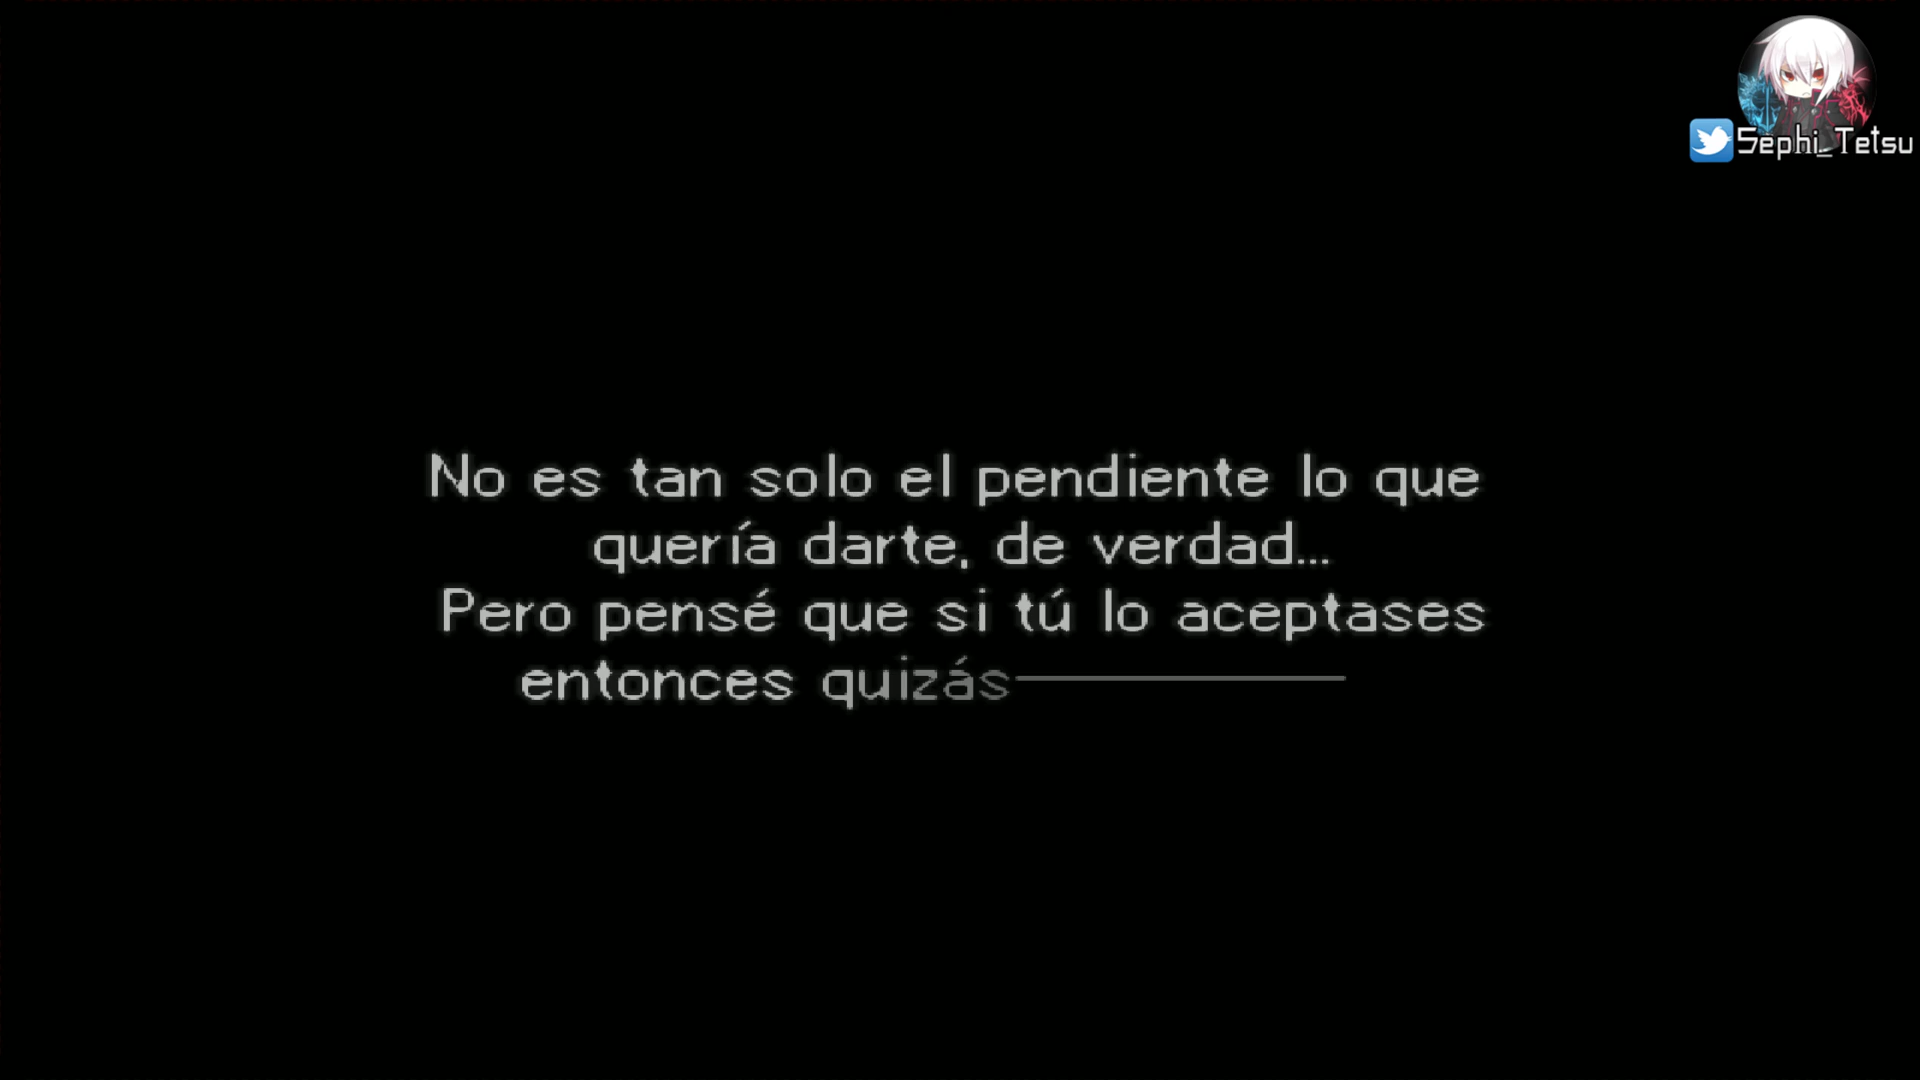 Sephi_Tetsu
No es tan solo el pendiente lo que
quería darte, de verdad...
Pero pensé que si tú lo aceptases
entonces quizás————